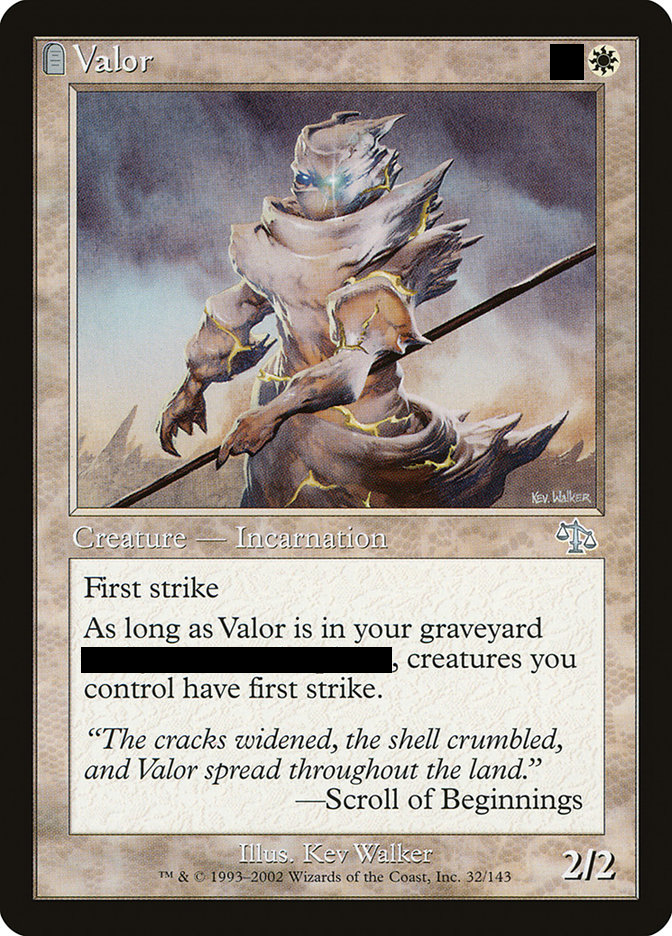 Valor
Kev. Walker
Creature — Incarnation
First strike
As long as Valor is in your graveyard
, creatures you
control have first strike.
“The cracks widened, the shell crumbled,
and Valor spread throughout the land.”
—Scroll of Beginnings
Illus. Kev Walker
™ & © 1993–2002 Wizards of the Coast, Inc. 32/143
2/2